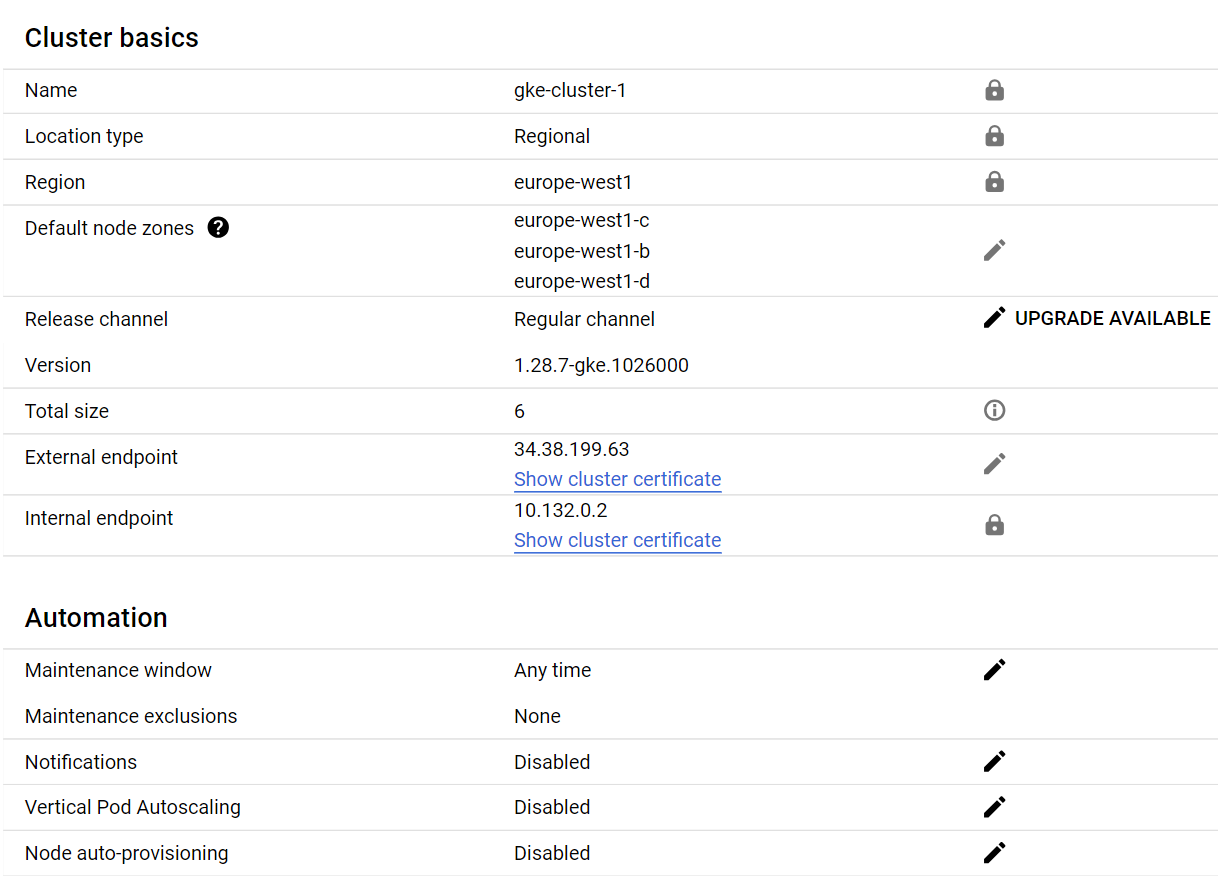 Cluster basics
Name gke-cluster-1
Location type Regional
Region europe-west1
Default node zones ? europe-west1-c
europe-west1-b
europe-west1-d
Release channel Regular channel UPGRADE AVAILABLE
Version 1.28.7-gke.1026000
Total size 6
External endpoint 34.38.199.63
Show cluster certificate
Internal endpoint 10.132.0.2
Show cluster certificate
Automation
Maintenance window Any time
Maintenance exclusions None
Notifications Disabled
Vertical Pod Autoscaling Disabled
Node auto-provisioning Disabled